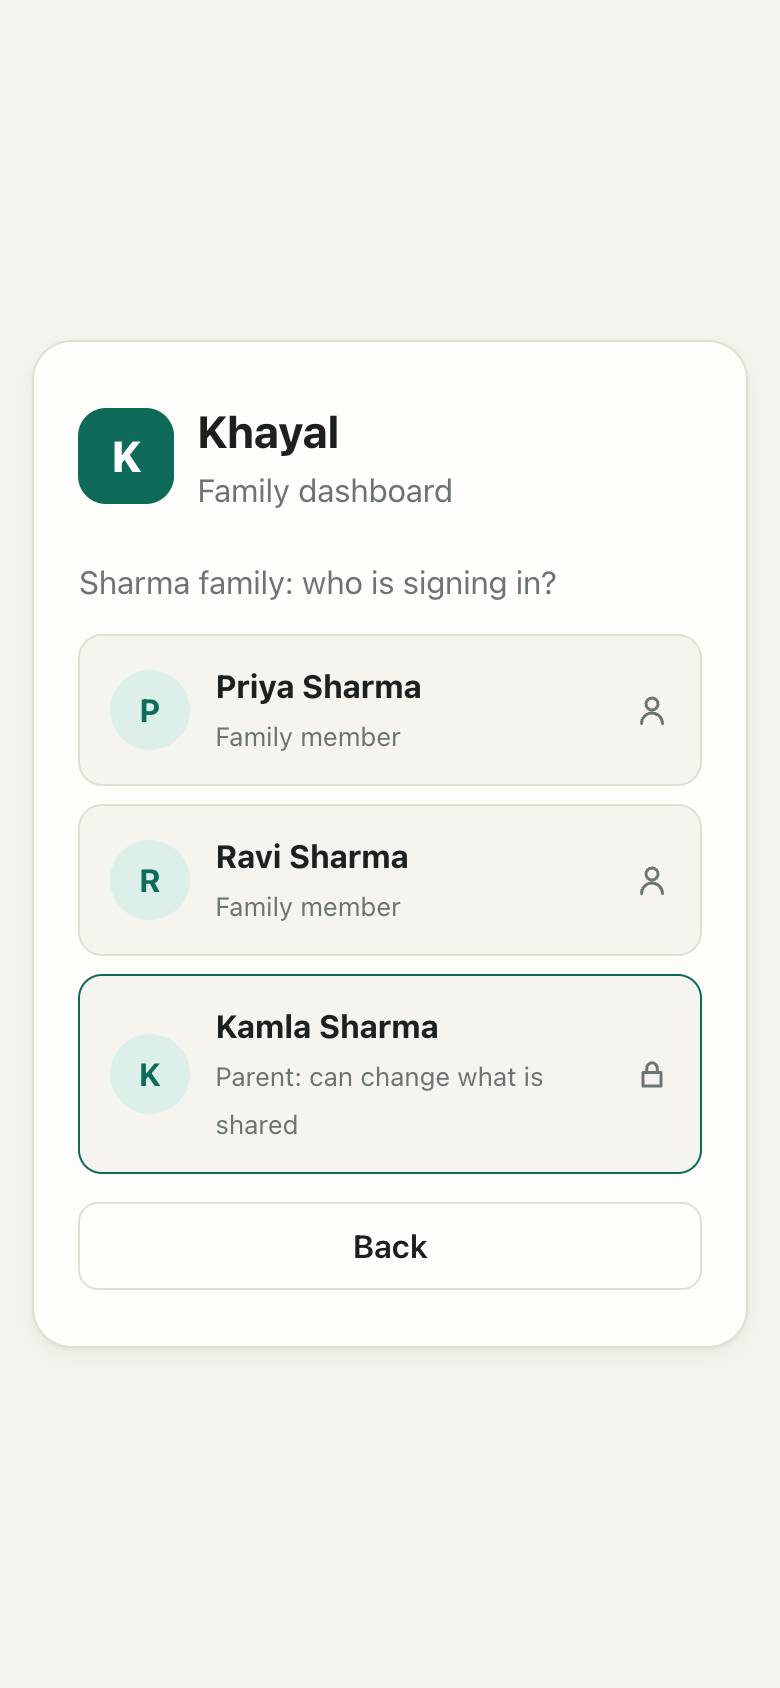 K
Khayal
Family dashboard
Sharma family: who is signing in?
P
Priya Sharma
Family member
R
Ravi Sharma
Family member
K
Kamla Sharma
Parent: can change what is
shared
Back